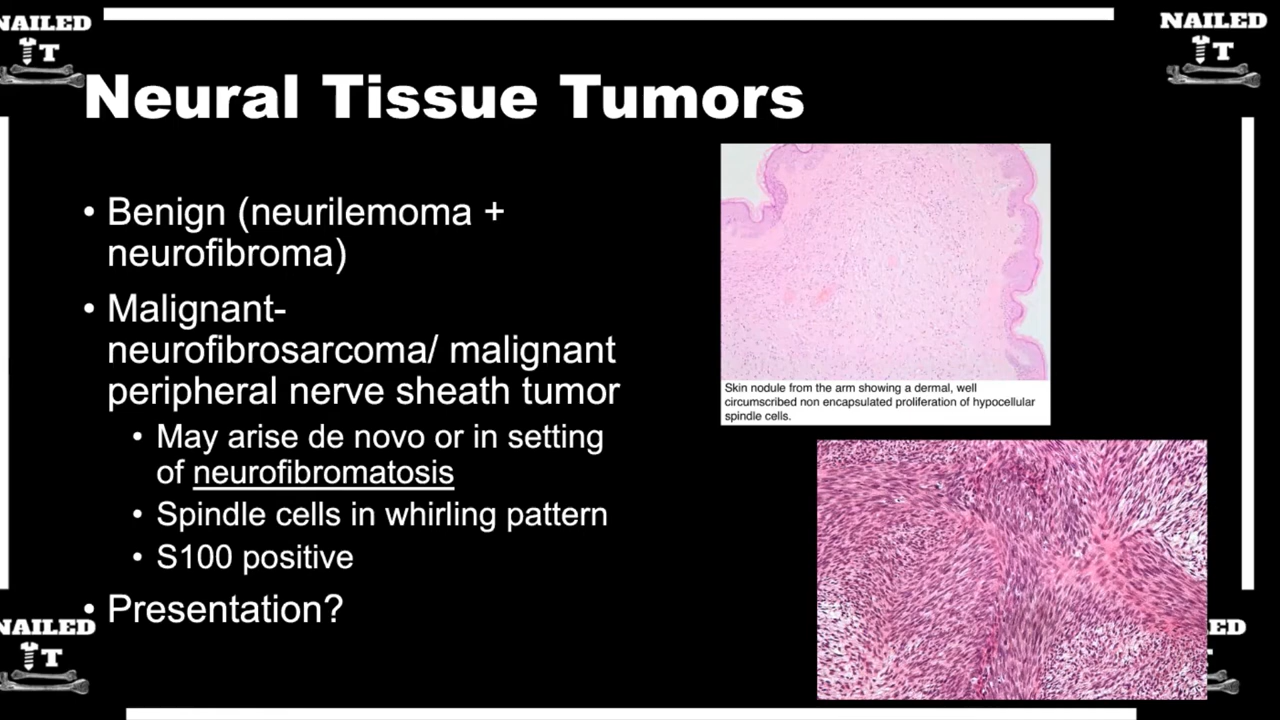 NAILED
IT
NAILED
IT
Neural Tissue Tumors
• Benign (neurilemoma +
neurofibroma)
• Malignant-
neurofibrosarcoma/ malignant
peripheral nerve sheath tumor
• May arise de novo or in setting
of neurofibromatosis
• Spindle cells in whirling pattern
• S100 positive
• Presentation?
Skin nodule from the arm showing a dermal, well
circumscribed non encapsulated proliferation of hypocellular
spindle cells.
NAILED
IT
ED